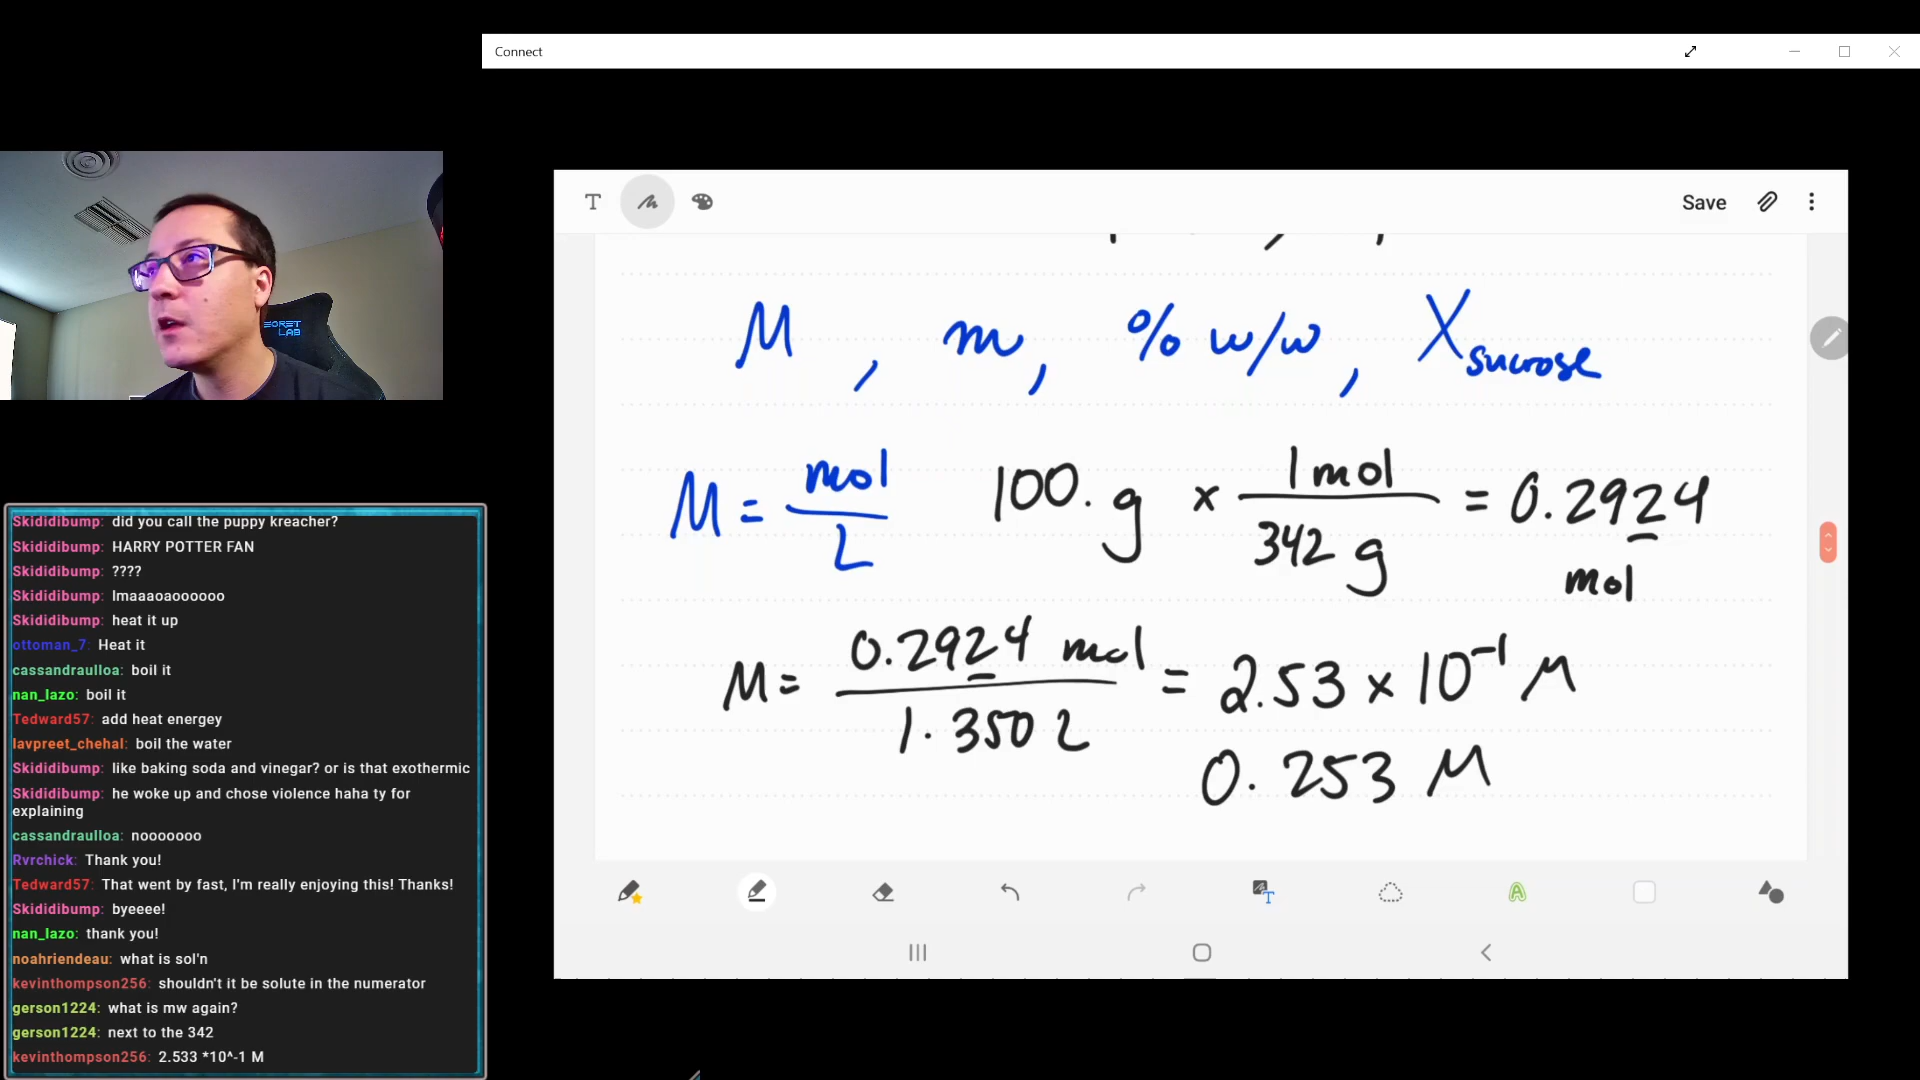 Connect
T
Save
M , m, % w/w, Xsucrose
M = mol / L 100. g × 1 mol / 342 g = 0.2924 mol
M = 0.2924 mol / 1.350 L = 2.53 × 10⁻¹ M
0.253 M
T
A
SECRET
LAB
Skididibump: did you call the puppy kreacher?
Skididibump: HARRY POTTER FAN
Skididibump: ????
Skididibump: lmaaaoaoooooo
Skididibump: heat it up
ottoman_7: Heat it
cassandraulloa: boil it
nan_lazo: boil it
Tedward57: add heat energey
lavpreet_chehal: boil the water
Skididibump: like baking soda and vinegar? or is that exothermic
Skididibump: he woke up and chose violence haha ty for
explaining
cassandraulloa: nooooooo
Rvrchick: Thank you!
Tedward57: That went by fast, I'm really enjoying this! Thanks!
Skididibump: byeeee!
nan_lazo: thank you!
noahriendeau: what is sol'n
kevinthompson256: shouldn't it be solute in the numerator
gerson1224: what is mw again?
gerson1224: next to the 342
kevinthompson256: 2.533 *10^-1 M